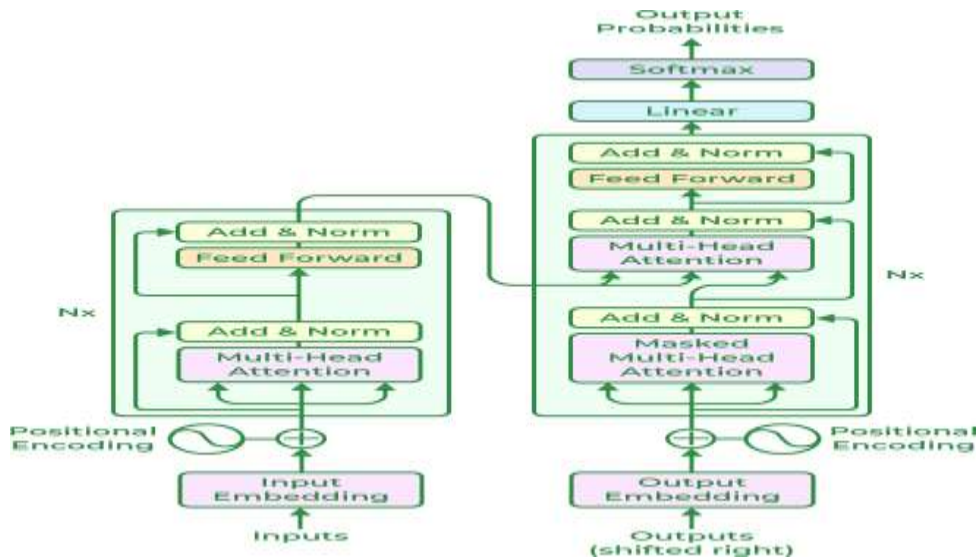 Output
Probabilities
Softmax
Linear
Add & Norm
Feed Forward
Add & Norm
Multi-Head
Attention
Nx
Add & Norm
Masked
Multi-Head
Attention
Add & Norm
Feed Forward
Nx
Add & Norm
Multi-Head
Attention
Positional
Encoding
Positional
Encoding
Input
Embedding
Output
Embedding
Inputs
Outputs
(shifted right)